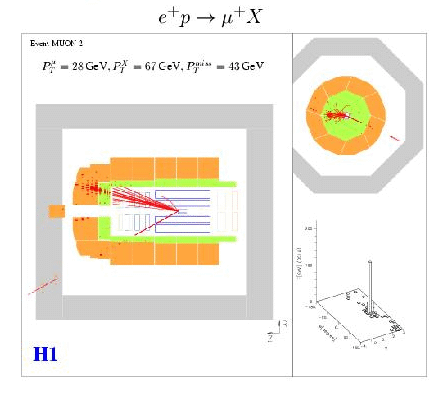 e⁺p → μ⁺X
Event MUON-2
P_T^μ = 28 GeV, P_T^X = 67 GeV, P_T^miss = 43 GeV
H1